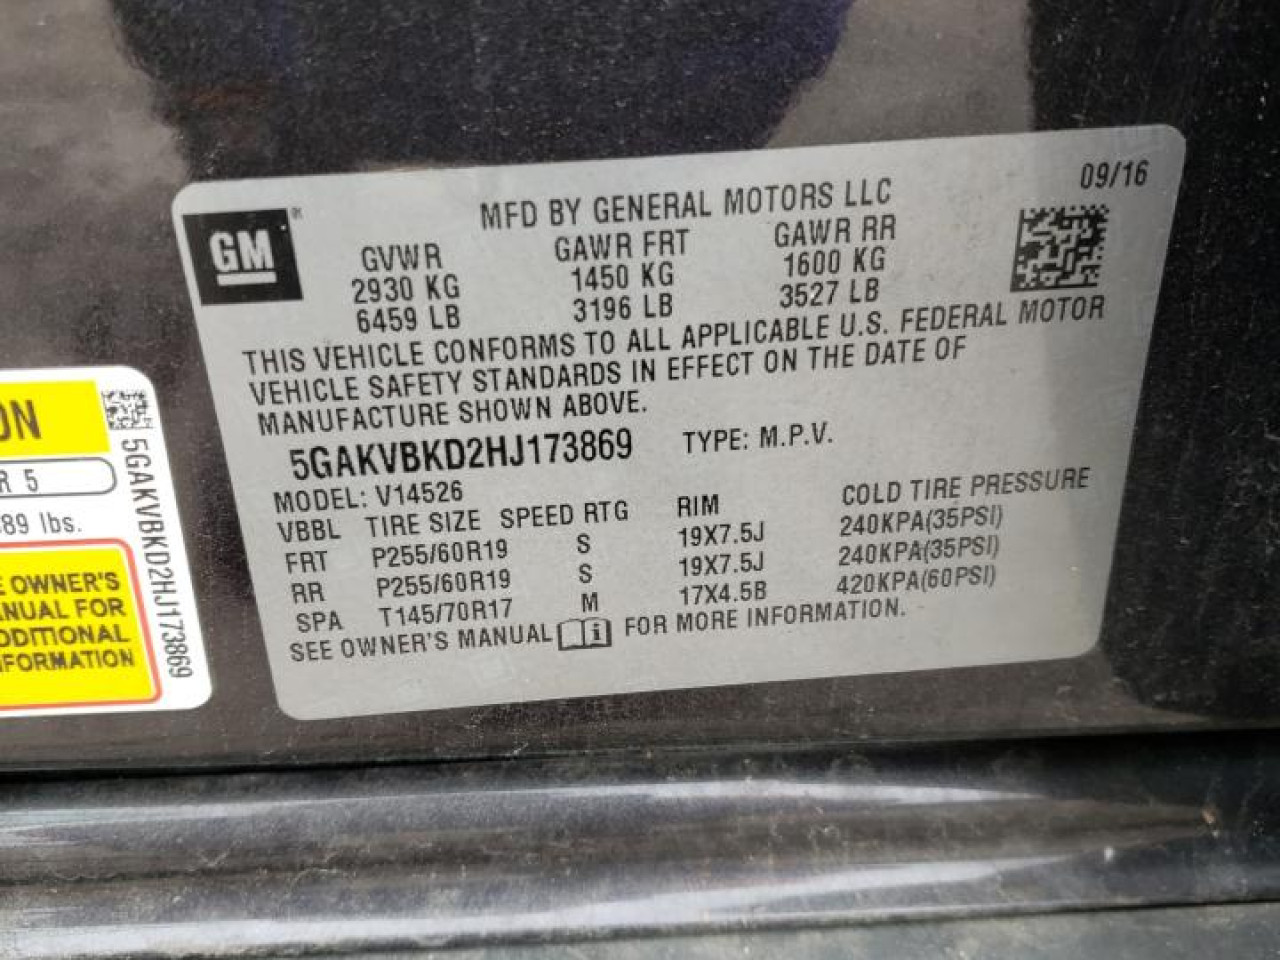 09/16
MFD BY GENERAL MOTORS LLC
GM
GVWR GAWR FRT GAWR RR
2930 KG 1450 KG 1600 KG
6459 LB 3196 LB 3527 LB
THIS VEHICLE CONFORMS TO ALL APPLICABLE U.S. FEDERAL MOTOR
VEHICLE SAFETY STANDARDS IN EFFECT ON THE DATE OF
MANUFACTURE SHOWN ABOVE.
5GAKVBKD2HJ173869 TYPE: M.P.V.
MODEL: V14526
VBBL TIRE SIZE SPEED RTG RIM COLD TIRE PRESSURE
FRT P255/60R19 S 19X7.5J 240KPA(35PSI)
RR P255/60R19 S 19X7.5J 240KPA(35PSI)
SPA T145/70R17 M 17X4.5B 420KPA(60PSI)
SEE OWNER'S MANUAL i FOR MORE INFORMATION.
ON
R 5
89 lbs.
E OWNER'S
ANUAL FOR
DDITIONAL
FORMATION
5GAKVBKD2HJ173869